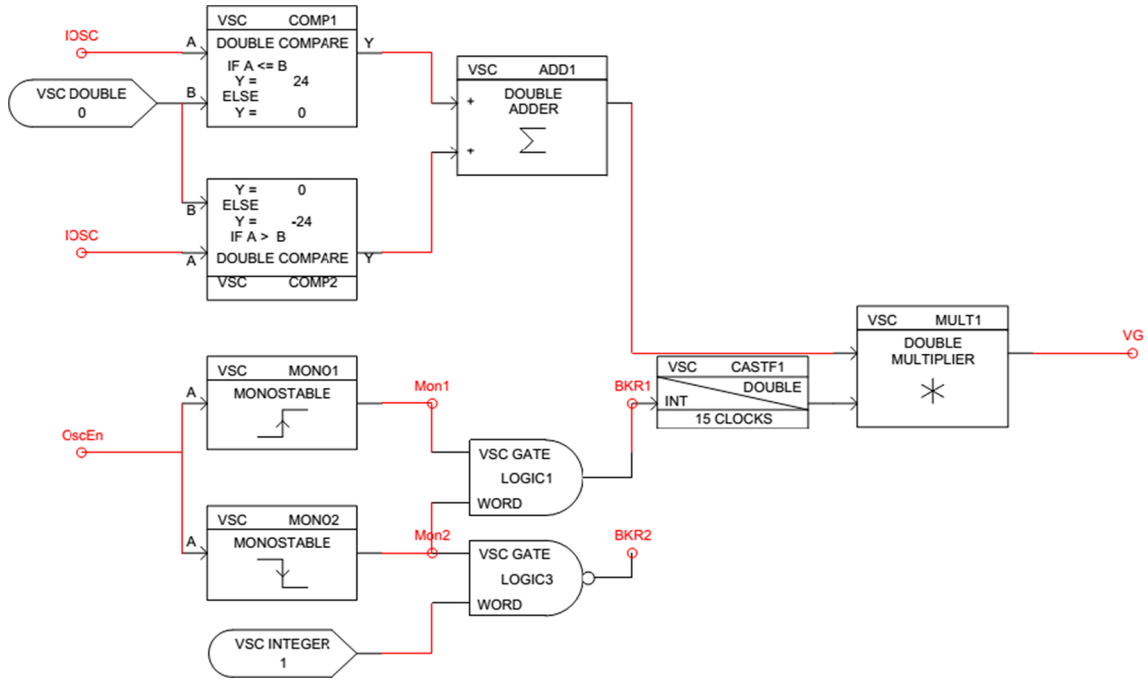 VSC COMP1
IOSC
A
DOUBLE COMPARE
Y
IF A <= B
Y = 24
ELSE
Y = 0
B
VSC DOUBLE
0
VSC ADD1
DOUBLE
ADDER
+
+
Σ
Y = 0
ELSE
B
Y = -24
IF A > B
IOSC
A
DOUBLE COMPARE
Y
VSC COMP2
VSC MULT1
DOUBLE
MULTIPLIER
*
VG
VSC MONO1
A
MONOSTABLE
Mon1
BKR1
VSC CASTF1
DOUBLE
INT
15 CLOCKS
OscEn
VSC GATE
LOGIC1
WORD
VSC MONO2
A
MONOSTABLE
Mon2
VSC GATE
LOGIC3
WORD
BKR2
VSC INTEGER
1